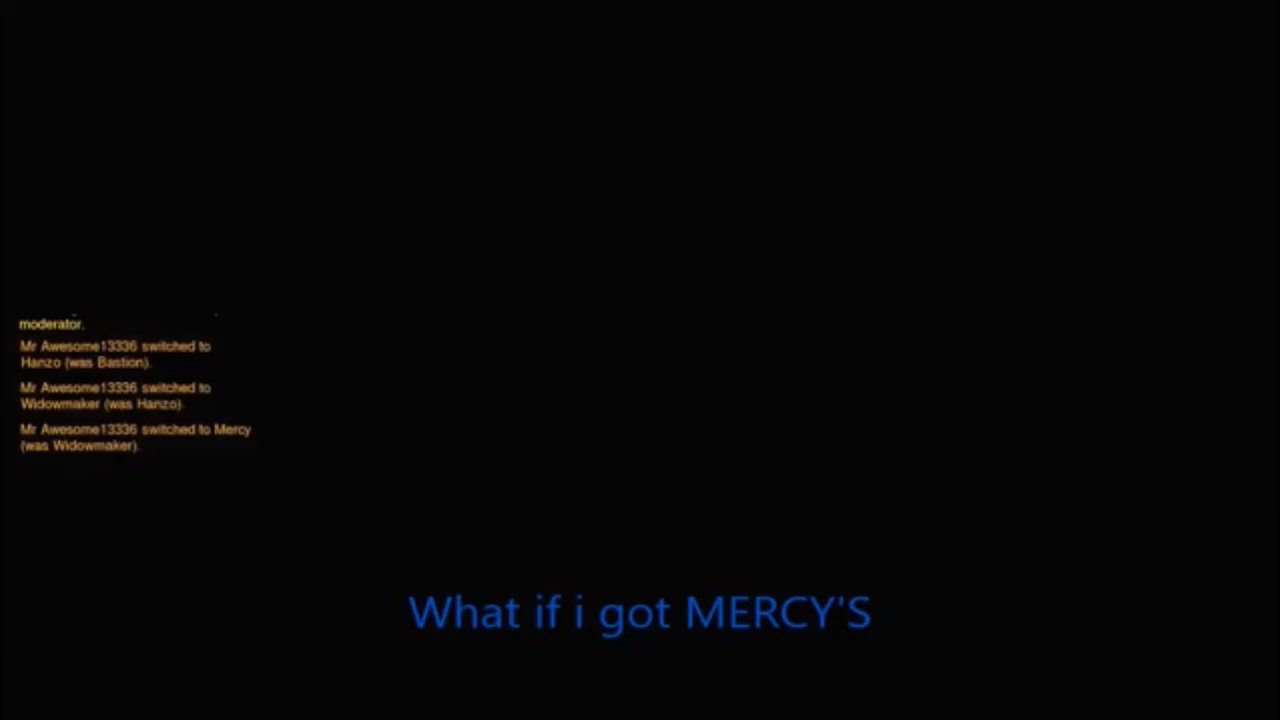 moderator.
Mr Awesome13336 switched to
Hanzo (was Bastion).
Mr Awesome13336 switched to
Widowmaker (was Hanzo).
Mr Awesome13336 switched to Mercy
(was Widowmaker).
What if i got MERCY'S